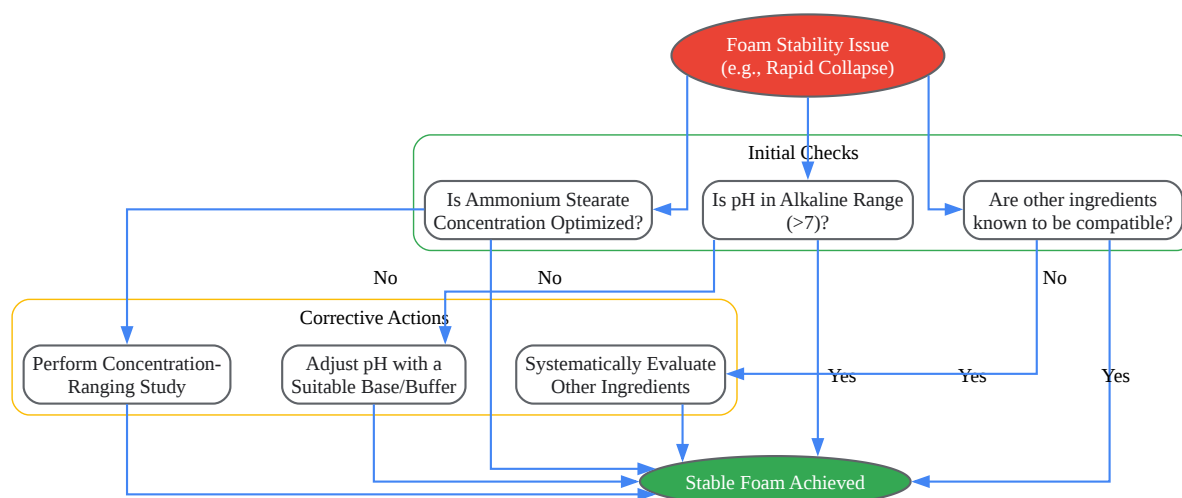 Foam Stability Issue
(e.g., Rapid Collapse)
Initial Checks
Is Ammonium Stearate
Concentration Optimized?
Is pH in Alkaline Range
(>7)?
Are other ingredients
known to be compatible?
No
No
No
Corrective Actions
Perform Concentration-
Ranging Study
Adjust pH with a
Suitable Base/Buffer
Systematically Evaluate
Other Ingredients
Yes
Yes
Yes
Stable Foam Achieved